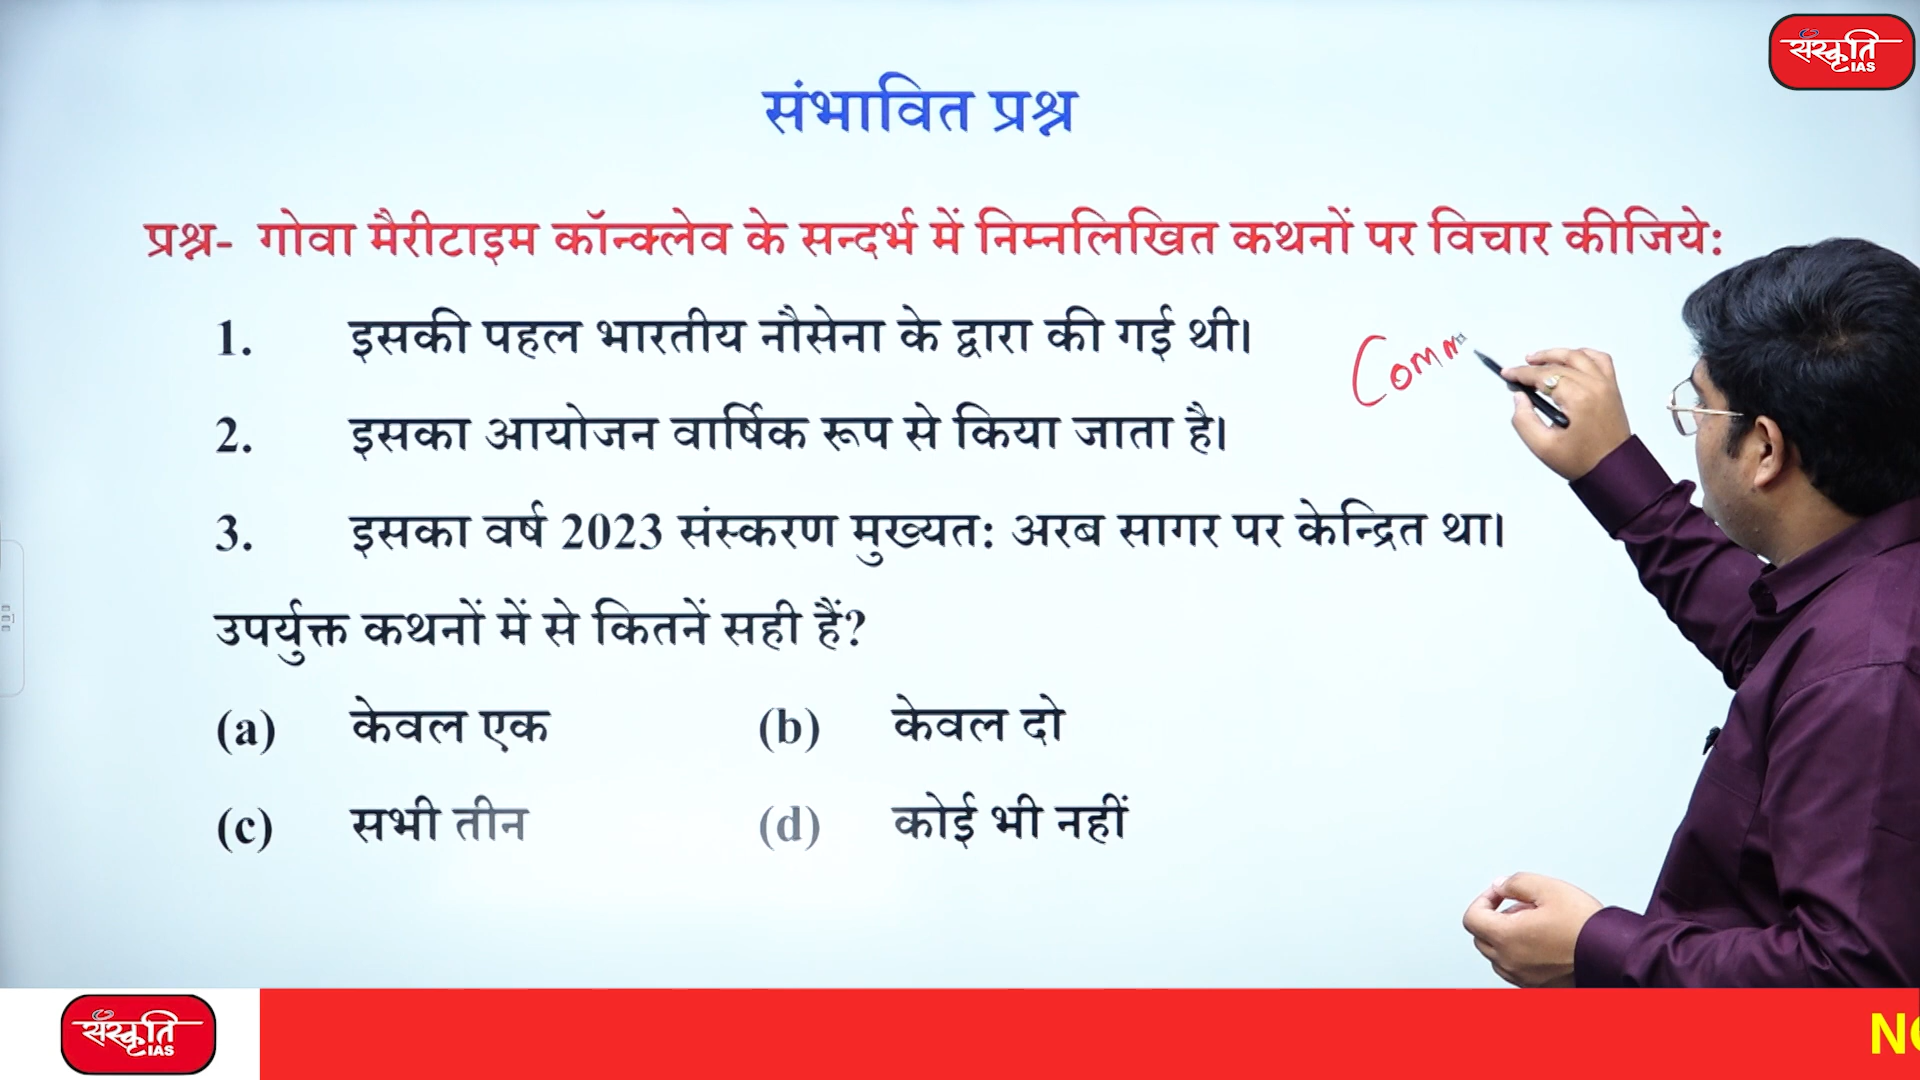 संस्कृति
IAS
संभावित प्रश्न
प्रश्न- गोवा मैरीटाइम कॉन्क्लेव के सन्दर्भ में निम्नलिखित कथनों पर विचार कीजिये:
1. इसकी पहल भारतीय नौसेना के द्वारा की गई थी।
Comm
2. इसका आयोजन वार्षिक रूप से किया जाता है।
3. इसका वर्ष 2023 संस्करण मुख्यत: अरब सागर पर केन्द्रित था।
उपर्युक्त कथनों में से कितनें सही हैं?
(a) केवल एक (b) केवल दो
(c) सभी तीन (d) कोई भी नहीं
संस्कृति
IAS